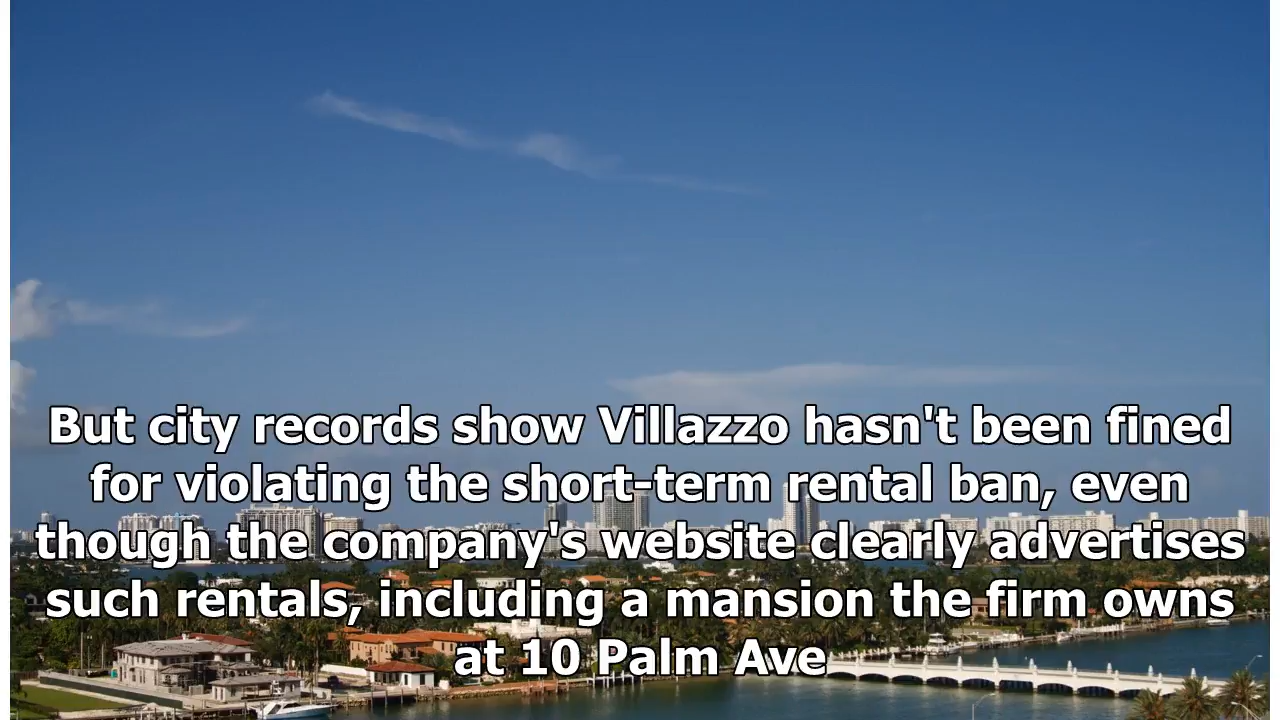 But city records show Villazzo hasn't been fined
for violating the short-term rental ban, even
though the company's website clearly advertises
such rentals, including a mansion the firm owns
at 10 Palm Ave